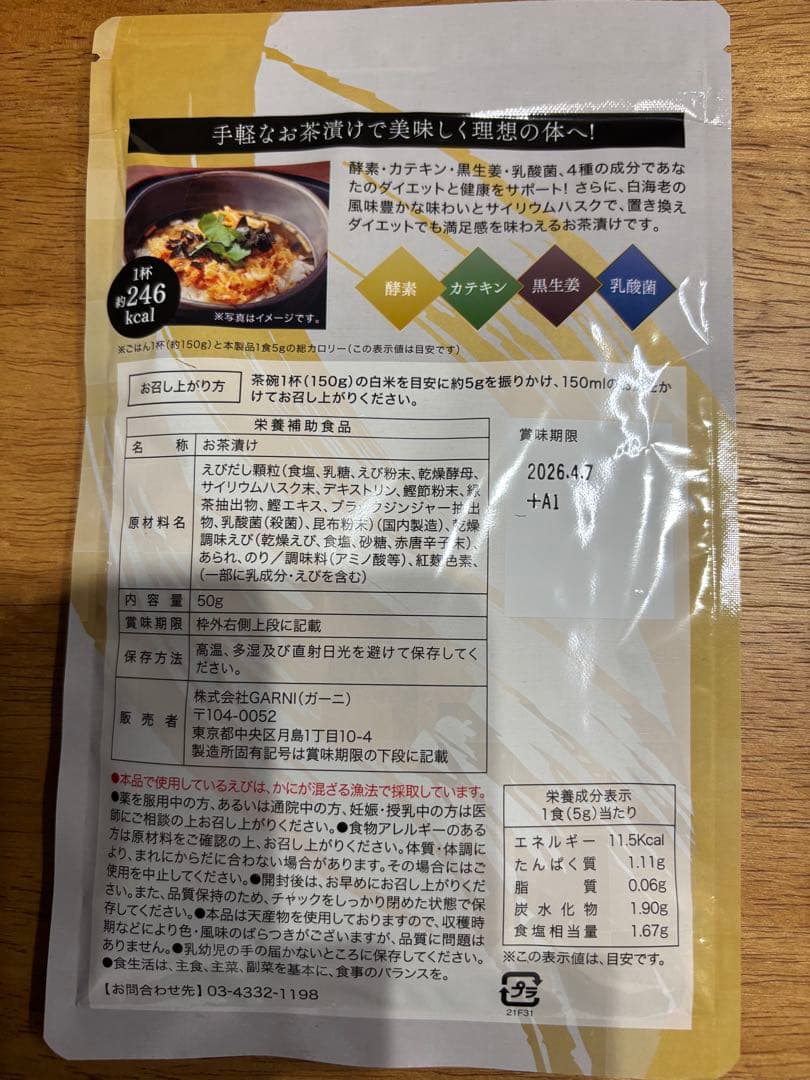 手軽なお茶漬けで美味しく理想の体へ!
酵素・カテキン・黒生姜・乳酸菌、4種の成分であな
たのダイエットと健康をサポート! さらに、白海老の
風味豊かな味わいとサイリウムハスクで、置き換え
ダイエットでも満足感を味わえるお茶漬けです。
1杯
約246
kcal
※写真はイメージです。
酵素
カテキン
黒生姜
乳酸菌
※ごはん1杯(約150g)と本製品1食5gの総カロリー(この表示値は目安です)
お召し上がり方
茶碗1杯(150g)の白米を目安に約5gを振りかけ、150mlの
けてお召し上がりください。
栄養補助食品
名称 お茶漬け
原材料名
えびだし顆粒(食塩、乳糖、えび粉末、乾燥酵母、
サイリウムハスク末、デキストリン、鰹節粉末、緑
茶抽出物、鰹エキス、ブラックジンジャー抽出
物、乳酸菌(殺菌)、昆布粉末)(国内製造)、乾燥
調味えび(乾燥えび、食塩、砂糖、赤唐辛子末)、
あられ、のり/調味料(アミノ酸等)、紅麹色素、
(一部に乳成分・えびを含む)
内容量 50g
賞味期限 枠外右側上段に記載
保存方法
高温、多湿及び直射日光を避けて保存してく
ださい。
販売者
株式会社GARNI(ガーニ)
〒104-0052
東京都中央区月島1丁目10-4
製造所固有記号は賞味期限の下段に記載
賞味期限
2026.4.7
+A1
●本品で使用しているえびは、かにが混ざる漁法で採取しています。
●薬を服用中の方、あるいは通院中の方、妊娠・授乳中の方は医
師にご相談の上お召し上がりください。●食物アレルギーのある
方は原材料をご確認の上、お召し上がりください。体質・体調に
より、まれにからだに合わない場合があります。その場合にはご
使用を中止してください。●開封後は、お早めにお召し上がりくだ
さい。また、品質保持のため、チャックをしっかり閉めた状態で保
存してください。●本品は天産物を使用しておりますので、収穫時
期などにより色・風味のばらつきがございますが、品質に問題は
ありません。●乳幼児の手の届かないところに保存してください。
●食生活は、主食、主菜、副菜を基本に、食事のバランスを。
【お問合わせ先】03-4332-1198
栄養成分表示
1食(5g)当たり
エネルギー 11.5Kcal
たんぱく質 1.11g
脂質 0.06g
炭水化物 1.90g
食塩相当量 1.67g
※この表示値は、目安です。
プラ
21F31